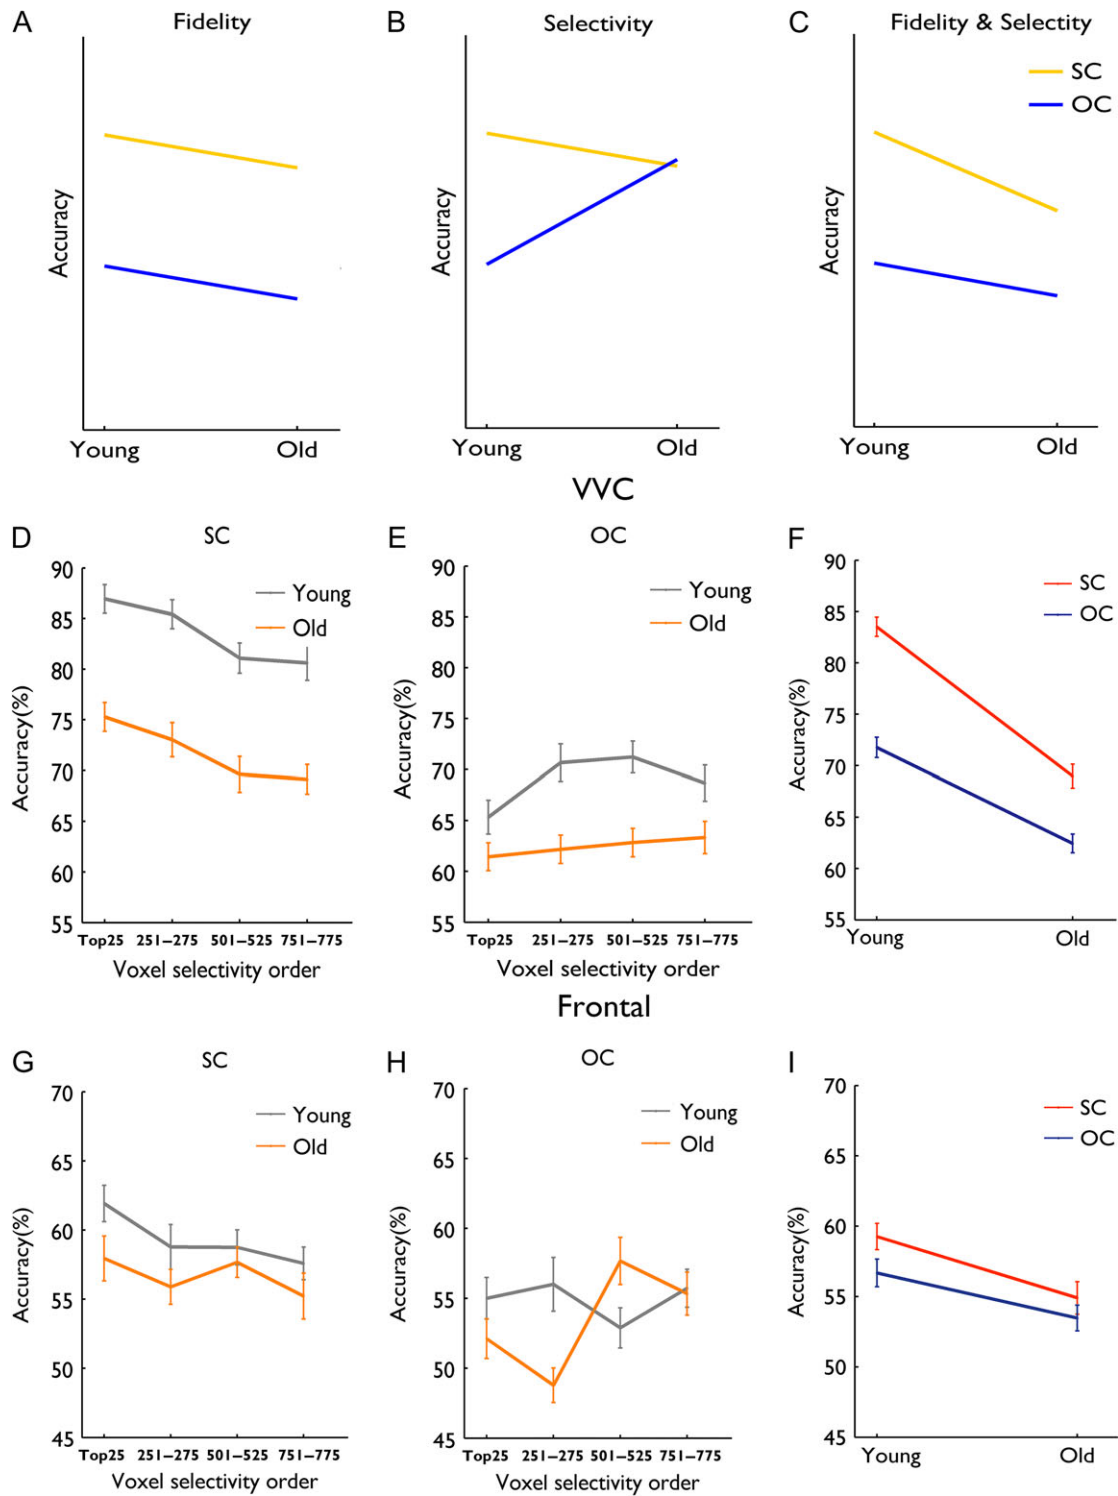 A
Fidelity
Accuracy
Young
Old
B
Selectivity
Accuracy
Young
Old
C
Fidelity & Selectity
SC
OC
Accuracy
Young
Old
VVC
D
SC
Young
Old
Accuracy(%)
90
85
80
75
70
65
60
55
Top25 251–275 501–525 751–775
Voxel selectivity order
E
OC
Young
Old
Accuracy(%)
90
85
80
75
70
65
60
55
Top25 251–275 501–525 751–775
Voxel selectivity order
F
SC
OC
Accuracy(%)
90
85
80
75
70
65
60
55
Young
Old
Frontal
G
SC
Young
Old
Accuracy(%)
70
65
60
55
50
45
Top25 251–275 501–525 751–775
Voxel selectivity order
H
OC
Young
Old
Accuracy(%)
70
65
60
55
50
45
Top25 251–275 501–525 751–775
Voxel selectivity order
I
SC
OC
Accuracy(%)
70
65
60
55
50
45
Young
Old